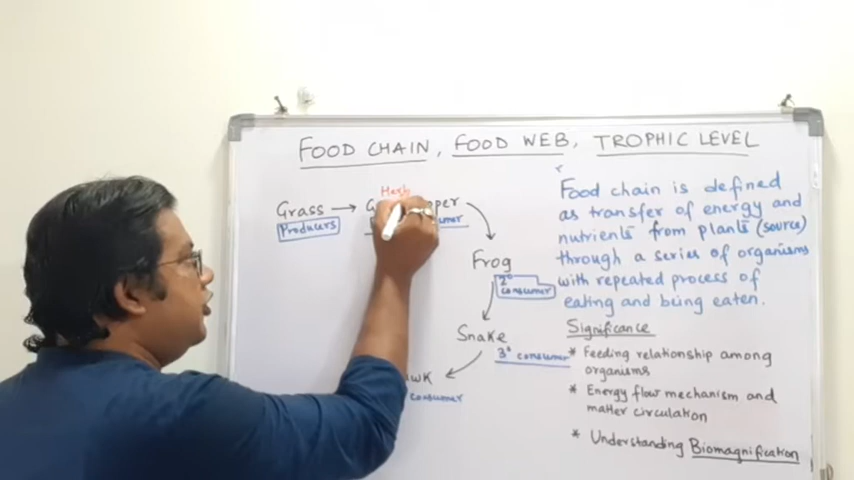 FOOD CHAIN, FOOD WEB, TROPHIC LEVEL
Herb
Grass →
Producers
Frog
2° consumer
Snake
3° consumer
consumer
Food chain is defined
as transfer of energy and
nutrients from plants (source)
through a series of organisms
with repeated process of
eating and being eaten.
Significance
* Feeding relationship among
organisms
* Energy flow mechanism and
matter circulation
* Understanding Biomagnification